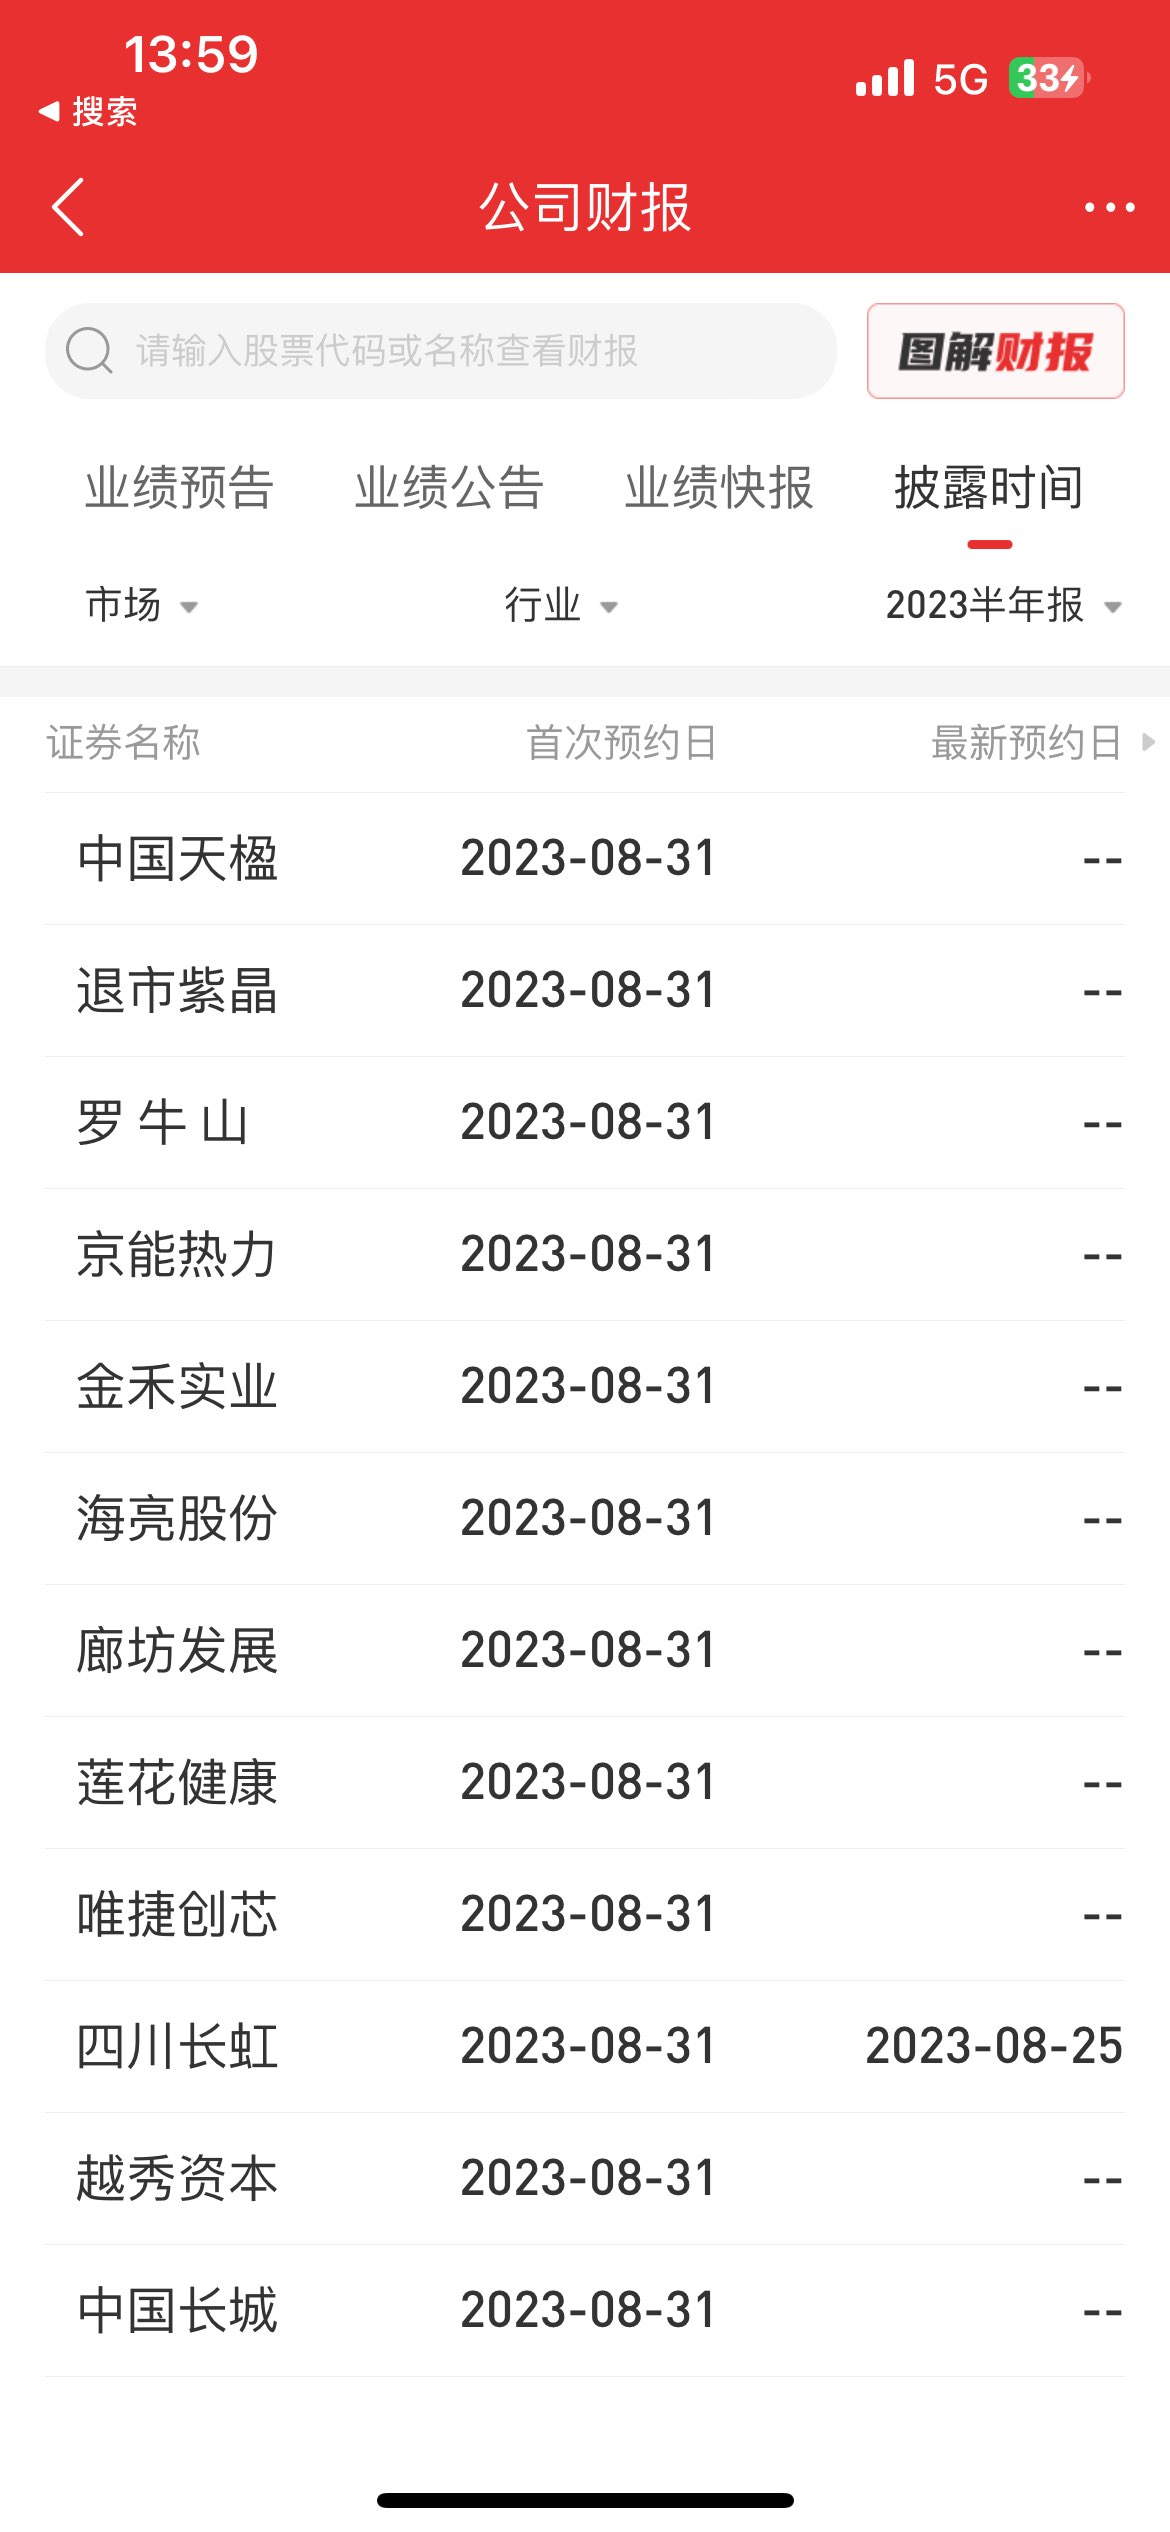 13:59
5G 33
◀ 搜索
公司财报
请输入股票代码或名称查看财报 图解财报
业绩预告 业绩公告 业绩快报 披露时间
市场 行业 2023半年报
证券名称 首次预约日 最新预约日
中国天楹 2023-08-31 --
退市紫晶 2023-08-31 --
罗 牛 山 2023-08-31 --
京能热力 2023-08-31 --
金禾实业 2023-08-31 --
海亮股份 2023-08-31 --
廊坊发展 2023-08-31 --
莲花健康 2023-08-31 --
唯捷创芯 2023-08-31 --
四川长虹 2023-08-31 2023-08-25
越秀资本 2023-08-31 --
中国长城 2023-08-31 --